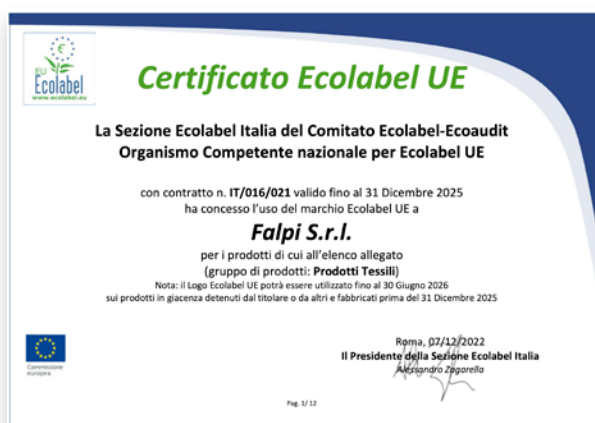 EU
Ecolabel
www.ecolabel.eu
Certificato Ecolabel UE
La Sezione Ecolabel Italia del Comitato Ecolabel-Ecoaudit
Organismo Competente nazionale per Ecolabel UE
con contratto n. IT/016/021 valido fino al 31 Dicembre 2025
ha concesso l'uso del marchio Ecolabel UE a
Falpi S.r.l.
per i prodotti di cui all'elenco allegato
(gruppo di prodotti: Prodotti Tessili)
Nota: il Logo Ecolabel UE potrà essere utilizzato fino al 30 Giugno 2026
sui prodotti in giacenza detenuti dal titolare o da altri e fabbricati prima del 31 Dicembre 2025
Roma, 07/12/2022
Il Presidente della Sezione Ecolabel Italia
Alessandro Zagarella
Commissione
europea
Pag. 1/ 12